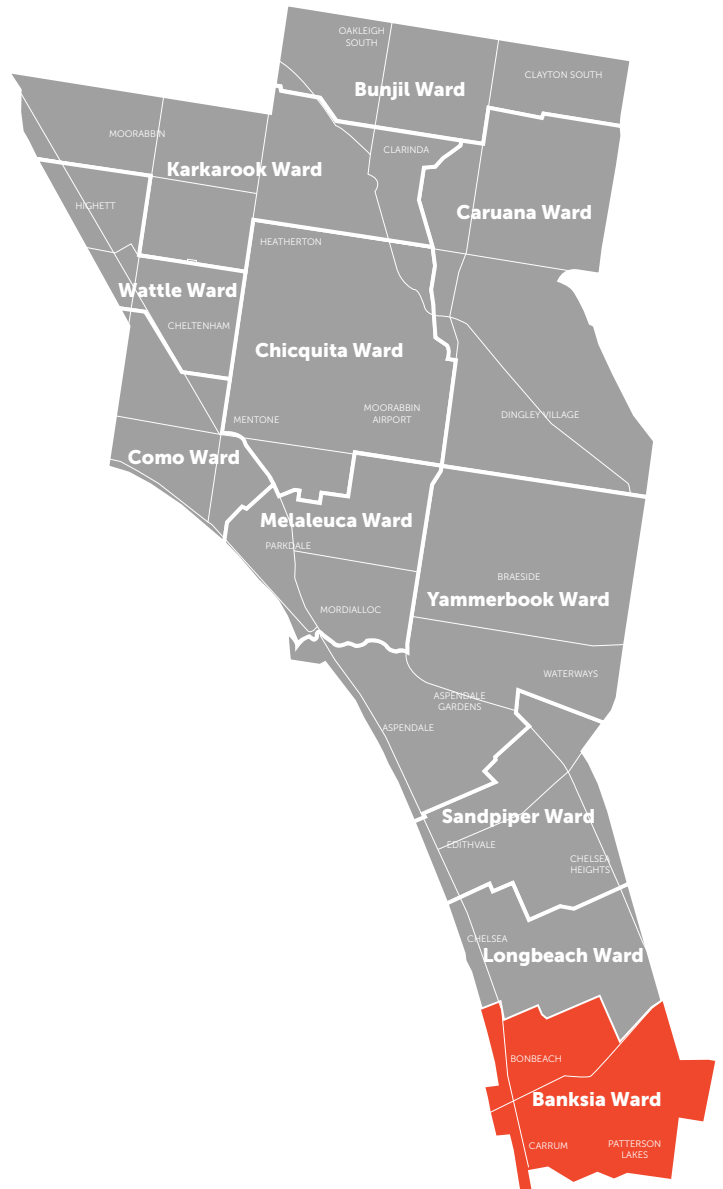 OAKLEIGH
SOUTH
CLAYTON SOUTH
Bunjil Ward
MOORABBIN
CLARINDA
Karkarook Ward
HIGHETT
Caruana Ward
HEATHERTON
Wattle Ward
CHELTENHAM
Chicquita Ward
MOORABBIN
AIRPORT
MENTONE
DINGLEY VILLAGE
Como Ward
Melaleuca Ward
PARKDALE
BRAESIDE
Yammerbook Ward
MORDIALLOC
WATERWAYS
ASPENDALE
GARDENS
ASPENDALE
Sandpiper Ward
EDITHVALE
CHELSEA
HEIGHTS
CHELSEA
Longbeach Ward
BONBEACH
Banksia Ward
CARRUM
PATTERSON
LAKES